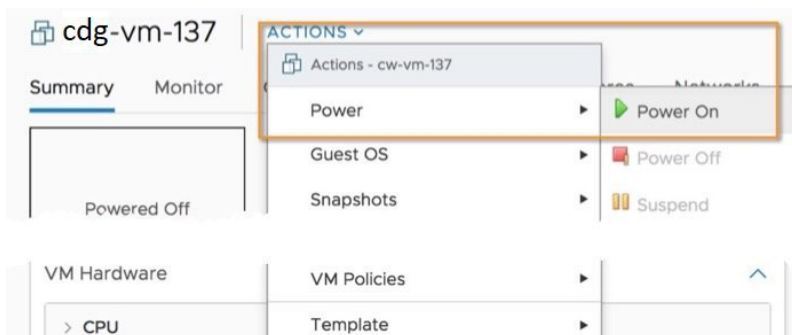 cdg-vm-137 ACTIONS
Actions - cw-vm-137
Summary Monitor Networks
Power Power On
Guest OS Power Off
Snapshots Suspend
Powered Off
VM Hardware VM Policies
CPU Template